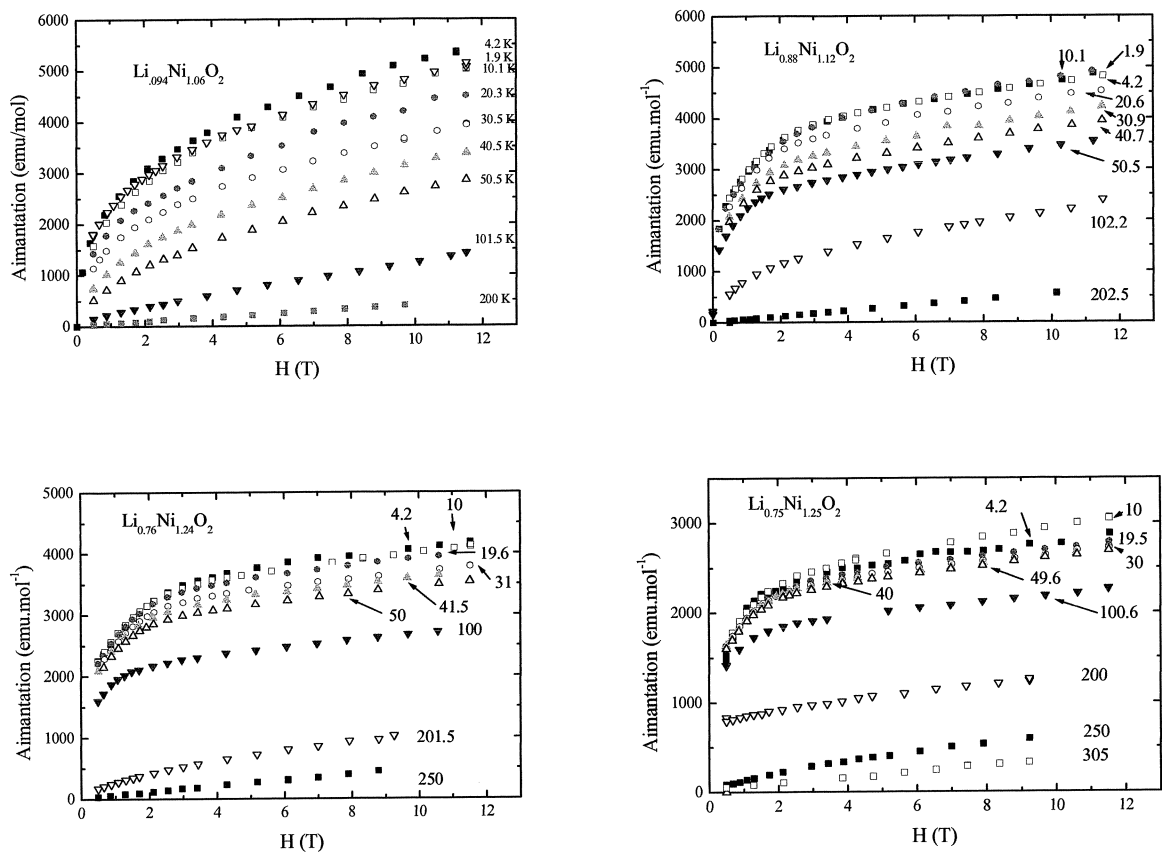 6000
5000
4000
3000
2000
1000
0
Aimantation (emu/mol)
Li.094Ni1.06O2
4.2 K
1.9K
10.1 K
20.3 K
30.5 K
40.5 K
50.5 K
101.5 K
200 K
0 2 4 6 8 10 12
H (T)
6000
5000
4000
3000
2000
1000
0
Aimantation (emu.mol-1)
Li0.88Ni1.12O2
10.1
1.9
4.2
20.6
30.9
40.7
50.5
102.2
202.5
0 2 4 6 8 10 12
H (T)
5000
4000
3000
2000
1000
0
Aimantation (emu.mol-1)
Li0.76Ni1.24O2
4.2
10
19.6
31
41.5
50
100
201.5
250
0 2 4 6 8 10 12
H (T)
3000
2000
1000
0
Aimantation (emu.mol-1)
Li0.75Ni1.25O2
4.2
10
19.5
30
49.6
40
100.6
200
250
305
0 2 4 6 8 10 12
H (T)